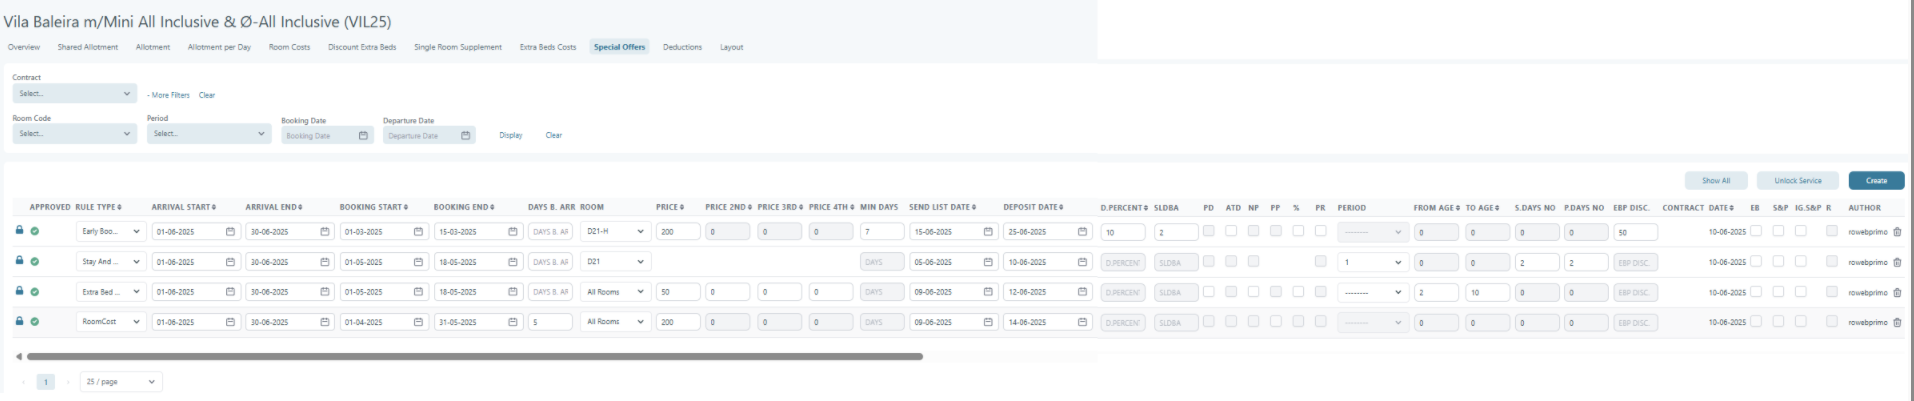 Vila Baleira m/Mini All Inclusive & Ø-All Inclusive (VIL25)
Overview Shared Allotment Allotment Allotment per Day Room Costs Discount Extra Beds Single Room Supplement Extra Beds Costs Special Offers Deductions Layout
Contract
Select... - More Filters Clear
Room Code Period Booking Date Departure Date
Select... Select... Booking Date Departure Date Display Clear
Show All Unlock Service Create
APPROVED RULE TYPE ARRIVAL START ARRIVAL END BOOKING START BOOKING END DAYS B. ARR ROOM PRICE PRICE 2ND PRICE 3RD PRICE 4TH MIN DAYS SEND LIST DATE DEPOSIT DATE D.PERCENT SLDBA PD ATD NP PP % PR PERIOD FROM AGE TO AGE S.DAYS NO P.DAYS NO EBP DISC. CONTRACT DATE EB S&P IG.S&P R AUTHOR
Early Boo... 01-06-2025 30-06-2025 01-03-2025 15-03-2025 DAYS B. AR D21-H 200 0 0 0 7 15-06-2025 25-06-2025 10 2 -------- 0 0 0 0 50 10-06-2025 rowebprimo
Stay And ... 01-06-2025 30-06-2025 01-05-2025 18-05-2025 DAYS B. AR D21 DAYS 05-06-2025 10-06-2025 D.PERCENT SLDBA 1 0 0 2 2 EBP DISC. 10-06-2025 rowebprimo
Extra Bed ... 01-06-2025 30-06-2025 01-05-2025 18-05-2025 DAYS B. AR All Rooms 50 0 0 0 DAYS 09-06-2025 12-06-2025 D.PERCENT SLDBA -------- 2 10 0 0 EBP DISC. 10-06-2025 rowebprimo
RoomCost 01-06-2025 30-06-2025 01-04-2025 31-05-2025 5 All Rooms 200 0 0 0 DAYS 09-06-2025 14-06-2025 D.PERCENT SLDBA -------- 0 0 0 0 EBP DISC. 10-06-2025 rowebprimo
1 25 / page